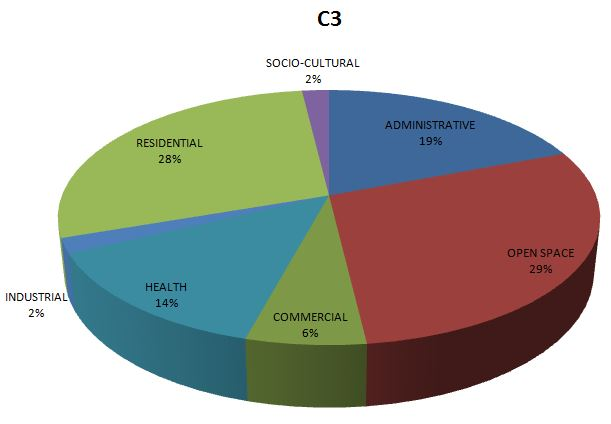 C3
SOCIO-CULTURAL
2%
ADMINISTRATIVE
19%
RESIDENTIAL
28%
OPEN SPACE
29%
INDUSTRIAL
2%
HEALTH
14%
COMMERCIAL
6%